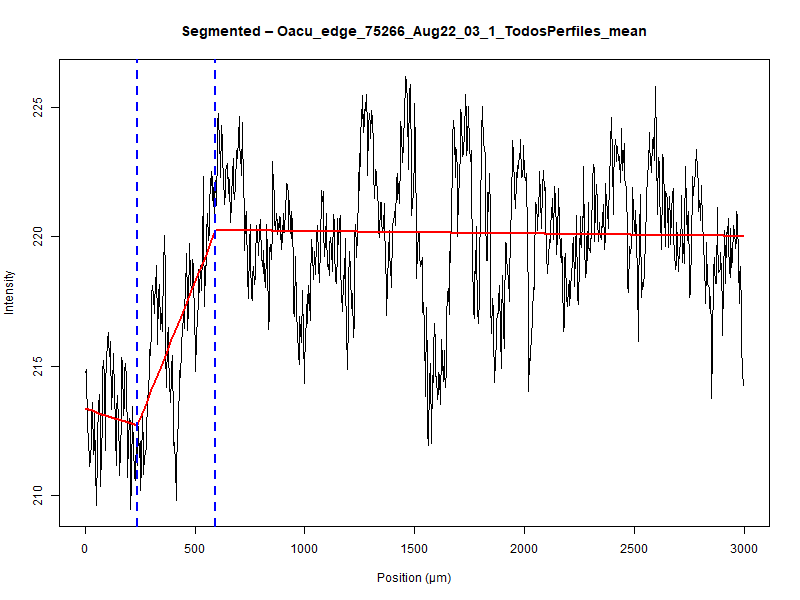 Segmented – Oacu_edge_75266_Aug22_03_1_TodosPerfiles_mean
Intensity
225
220
215
210
0 500 1000 1500 2000 2500 3000
Position (µm)